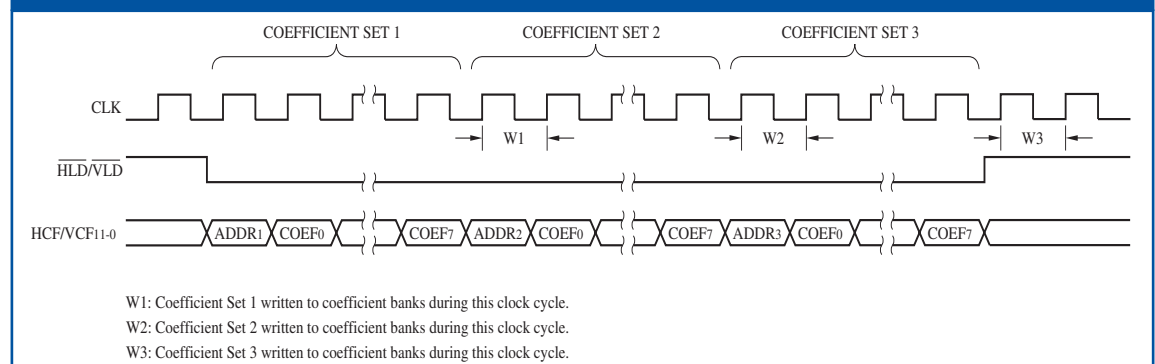 COEFFICIENT SET 1 COEFFICIENT SET 2 COEFFICIENT SET 3
CLK
W1 W2 W3
HLD/VLD
HCF/VCF11-0 ADDR1 COEF0 COEF7 ADDR2 COEF0 COEF7 ADDR3 COEF0 COEF7
W1: Coefficient Set 1 written to coefficient banks during this clock cycle.
W2: Coefficient Set 2 written to coefficient banks during this clock cycle.
W3: Coefficient Set 3 written to coefficient banks during this clock cycle.